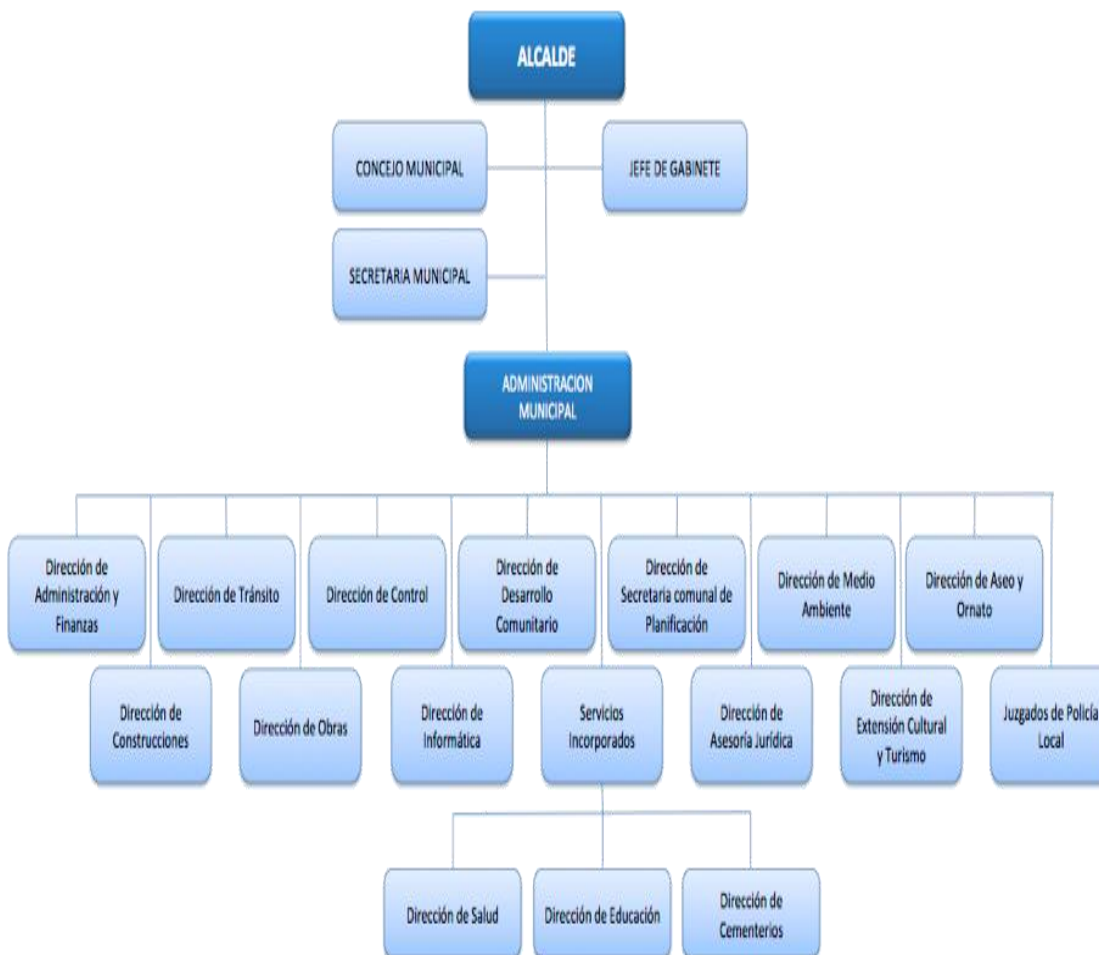 ALCALDE
CONCEJO MUNICIPAL
JEFE DE GABINETE
SECRETARIA MUNICIPAL
ADMINISTRACION
MUNICIPAL
Dirección de
Administración y
Finanzas
Dirección de Tránsito
Dirección de Control
Dirección de
Desarrollo
Comunitario
Dirección de
Secretaria comunal de
Planificación
Dirección de Medio
Ambiente
Dirección de Aseo y
Ornato
Dirección de
Construcciones
Dirección de Obras
Dirección de
Informática
Servicios
Incorporados
Dirección de
Asesoría Jurídica
Dirección de
Extensión Cultural
y Turismo
Juzgados de Policía
Local
Dirección de Salud
Dirección de Educación
Dirección de
Cementerios